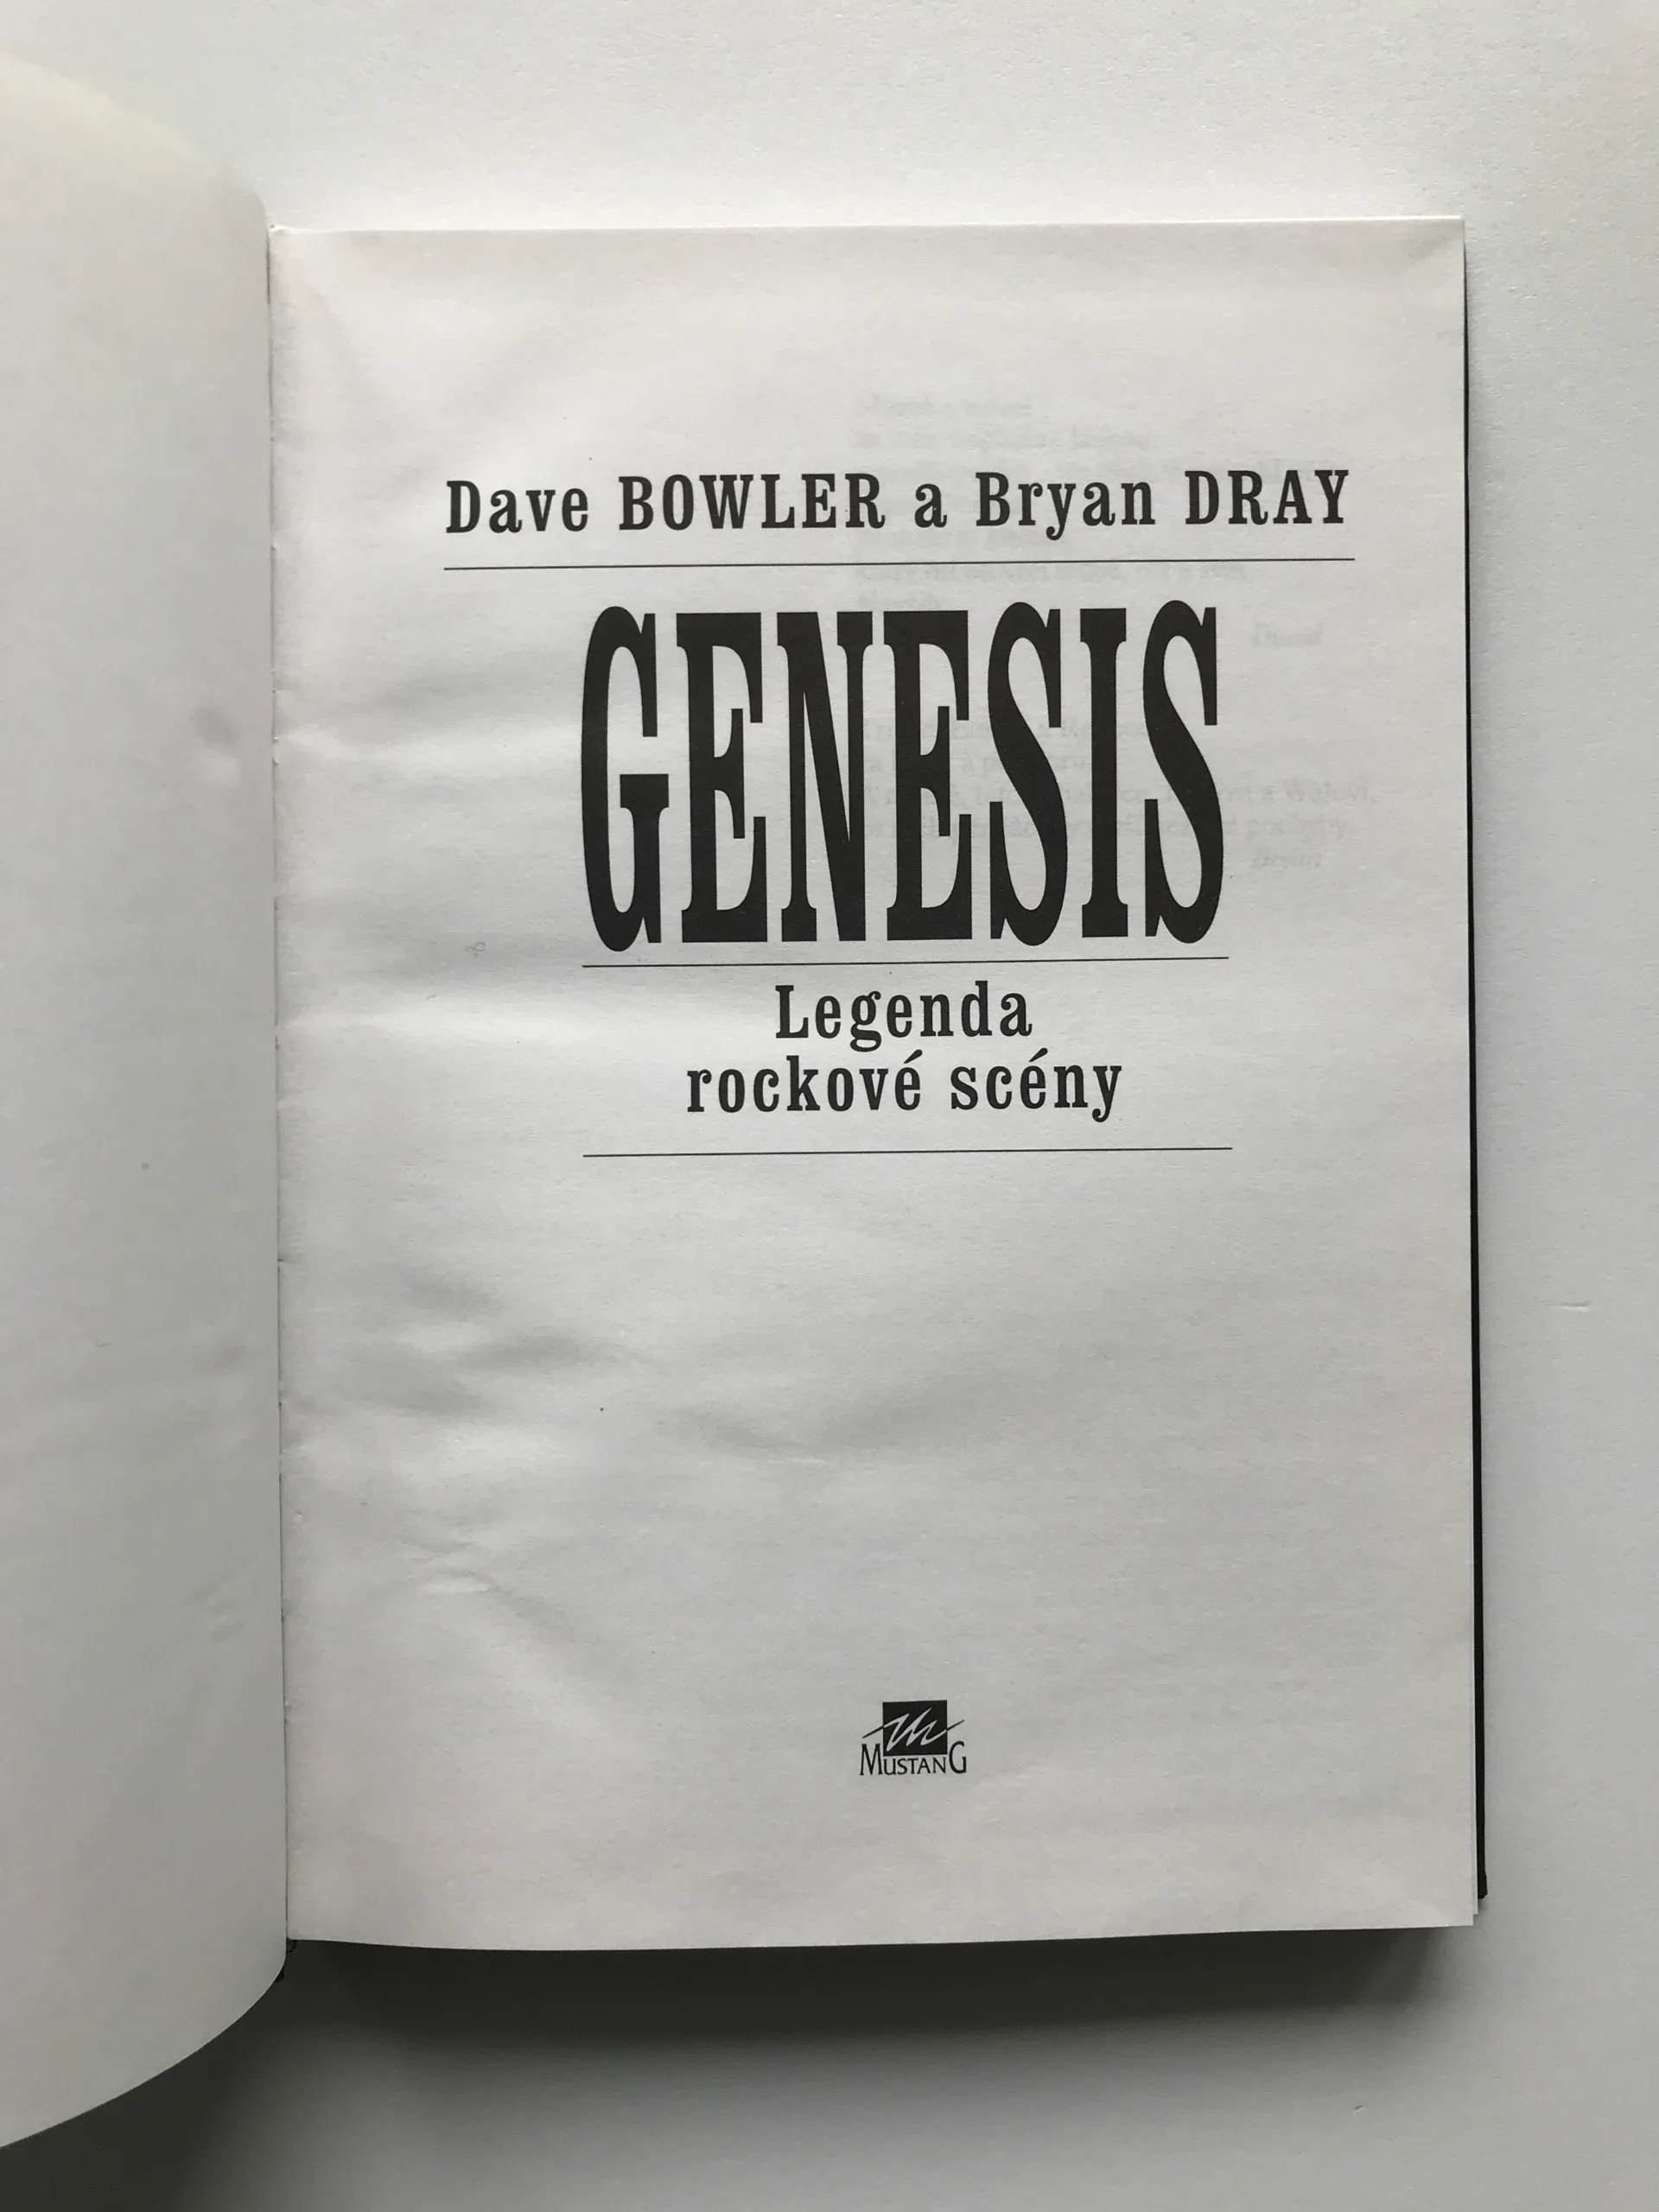 Dave BOWLER a Bryan DRAY
GENESIS
Legenda
rockové scény
MUSTANG